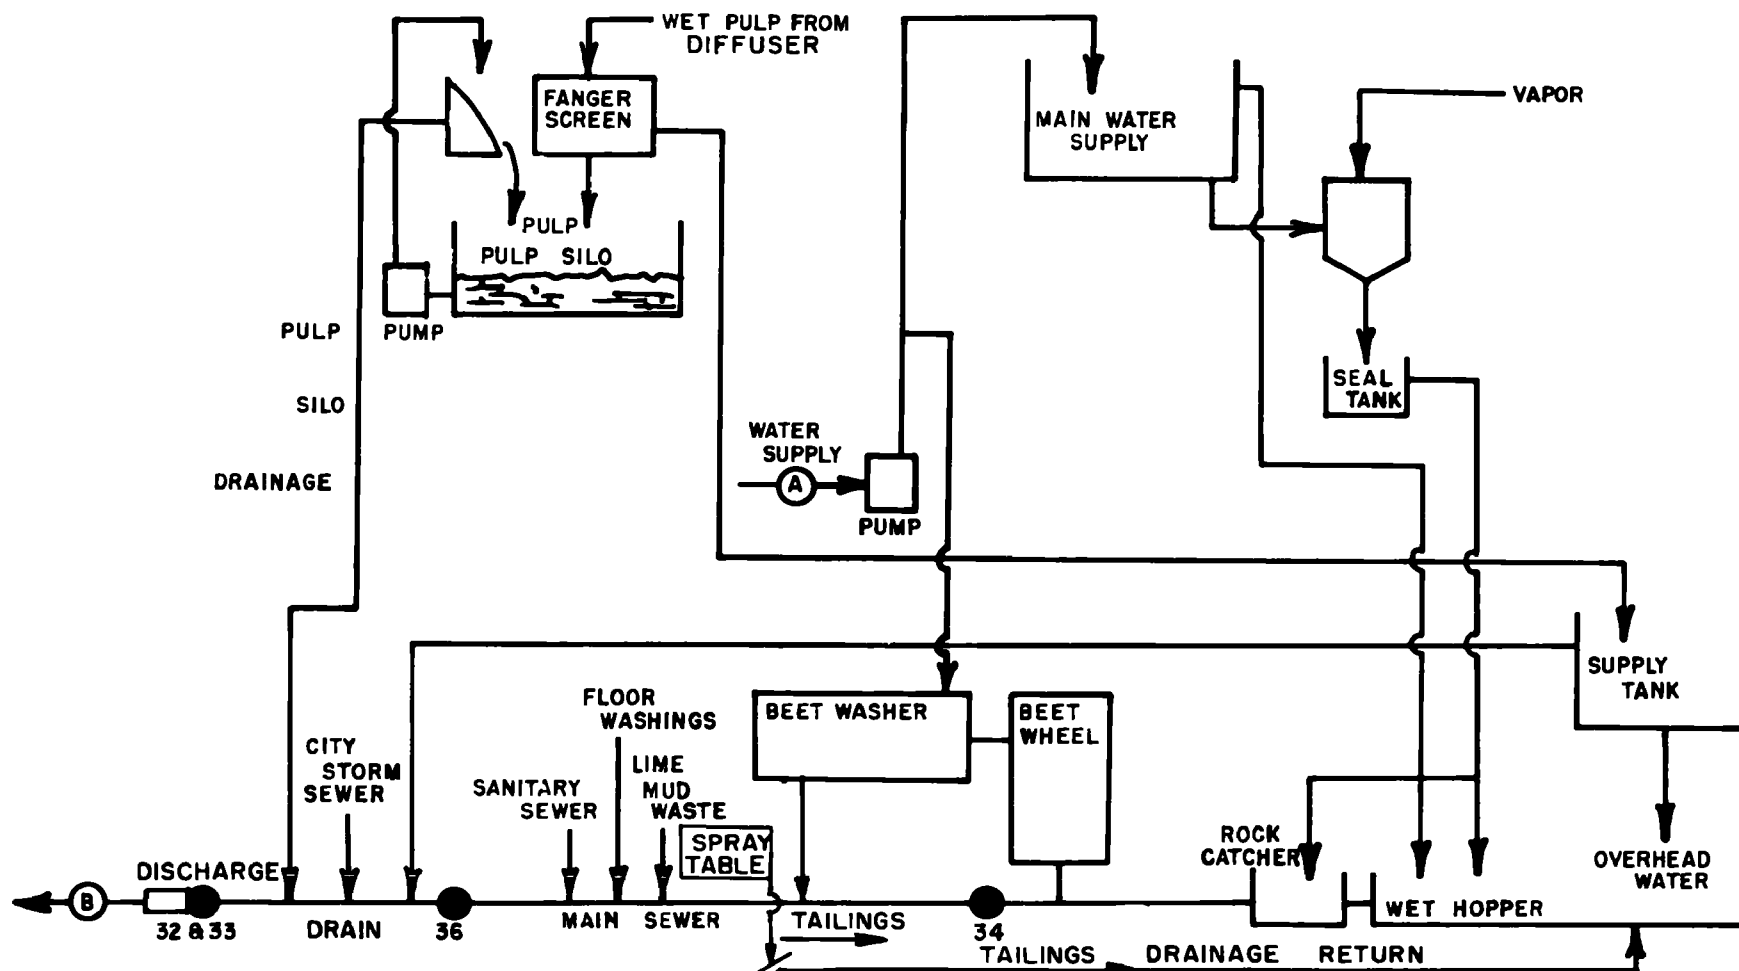 WET PULP FROM
DIFFUSER
FANGER
SCREEN
MAIN WATER
SUPPLY
VAPOR
PULP
PULP SILO
PUMP
PULP
SILO
DRAINAGE
SEAL
TANK
WATER
SUPPLY
A
PUMP
SUPPLY
TANK
BEET WASHER
BEET
WHEEL
FLOOR
WASHINGS
CITY
STORM
SEWER
LIME
MUD
WASTE
SANITARY
SEWER
SPRAY
TABLE
ROCK
CATCHER
OVERHEAD
WATER
DISCHARGE
B
32 & 33
DRAIN
36
MAIN SEWER
TAILINGS
34
WET HOPPER
TAILINGS DRAINAGE RETURN